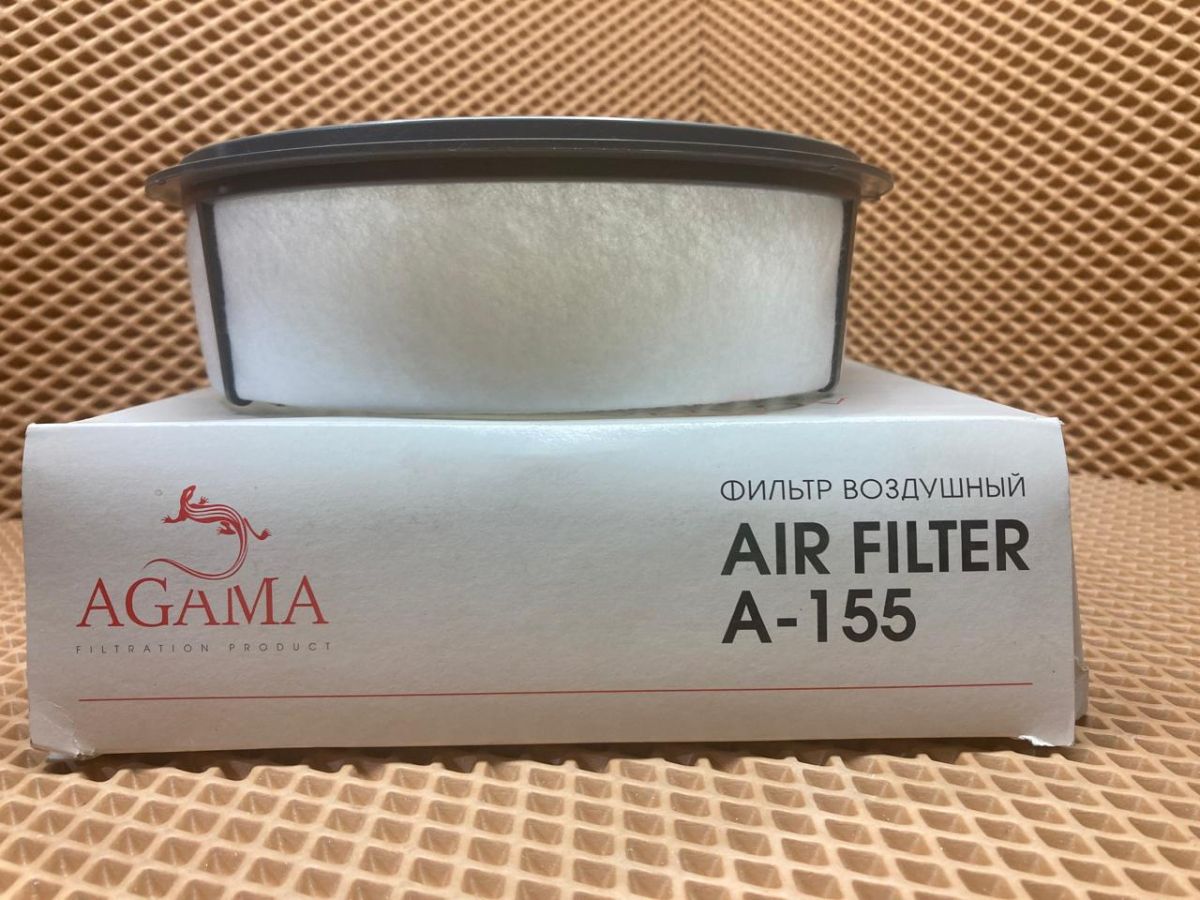 AGAMA
FILTRATION PRODUCT
ФИЛЬТР ВОЗДУШНЫЙ
AIR FILTER
A-155